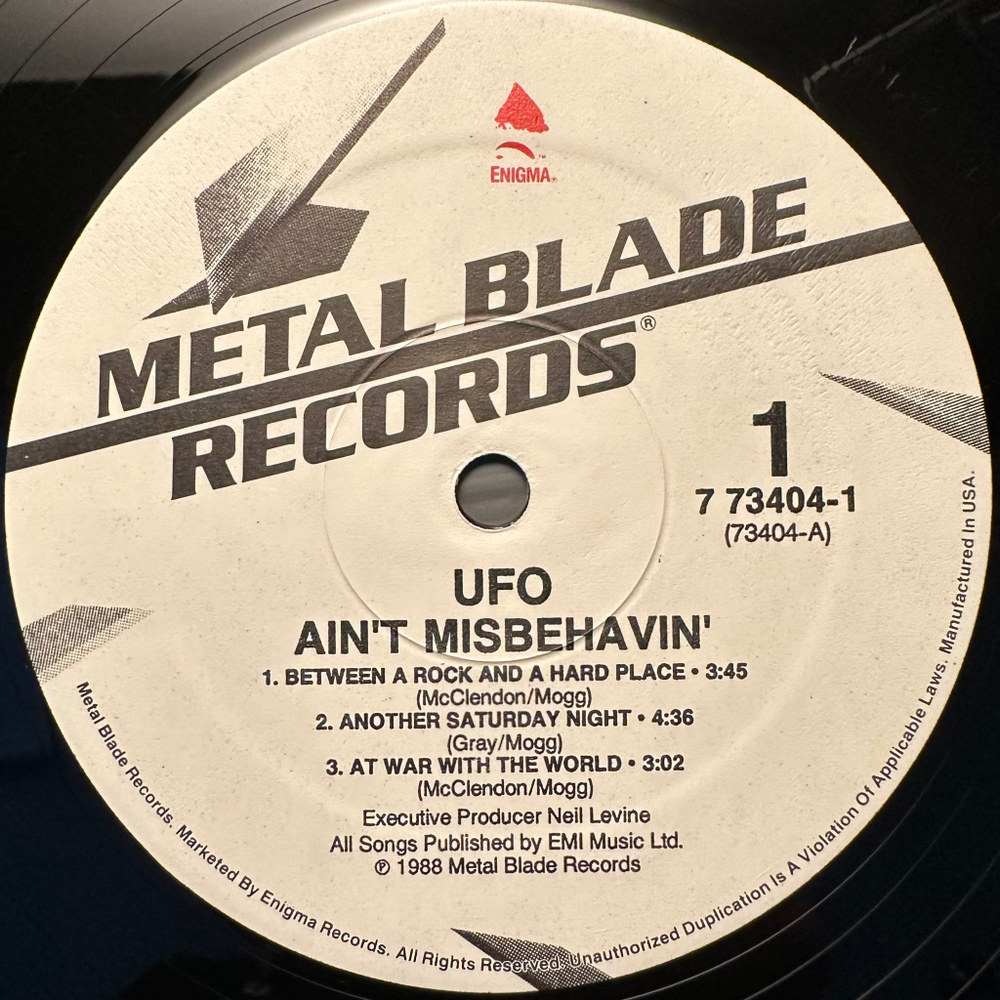 ™
ENIGMA®
METAL BLADE
RECORDS®
1
7 73404-1
(73404-A)
UFO
AIN'T MISBEHAVIN'
1. BETWEEN A ROCK AND A HARD PLACE • 3:45
(McClendon/Mogg)
2. ANOTHER SATURDAY NIGHT • 4:36
(Gray/Mogg)
3. AT WAR WITH THE WORLD • 3:02
(McClendon/Mogg)
Executive Producer Neil Levine
All Songs Published by EMI Music Ltd.
℗ 1988 Metal Blade Records
Metal Blade Records. Marketed By Enigma Records. All Rights Reserved. Unauthorized Duplication Is A Violation Of Applicable Laws. Manufactured In USA.